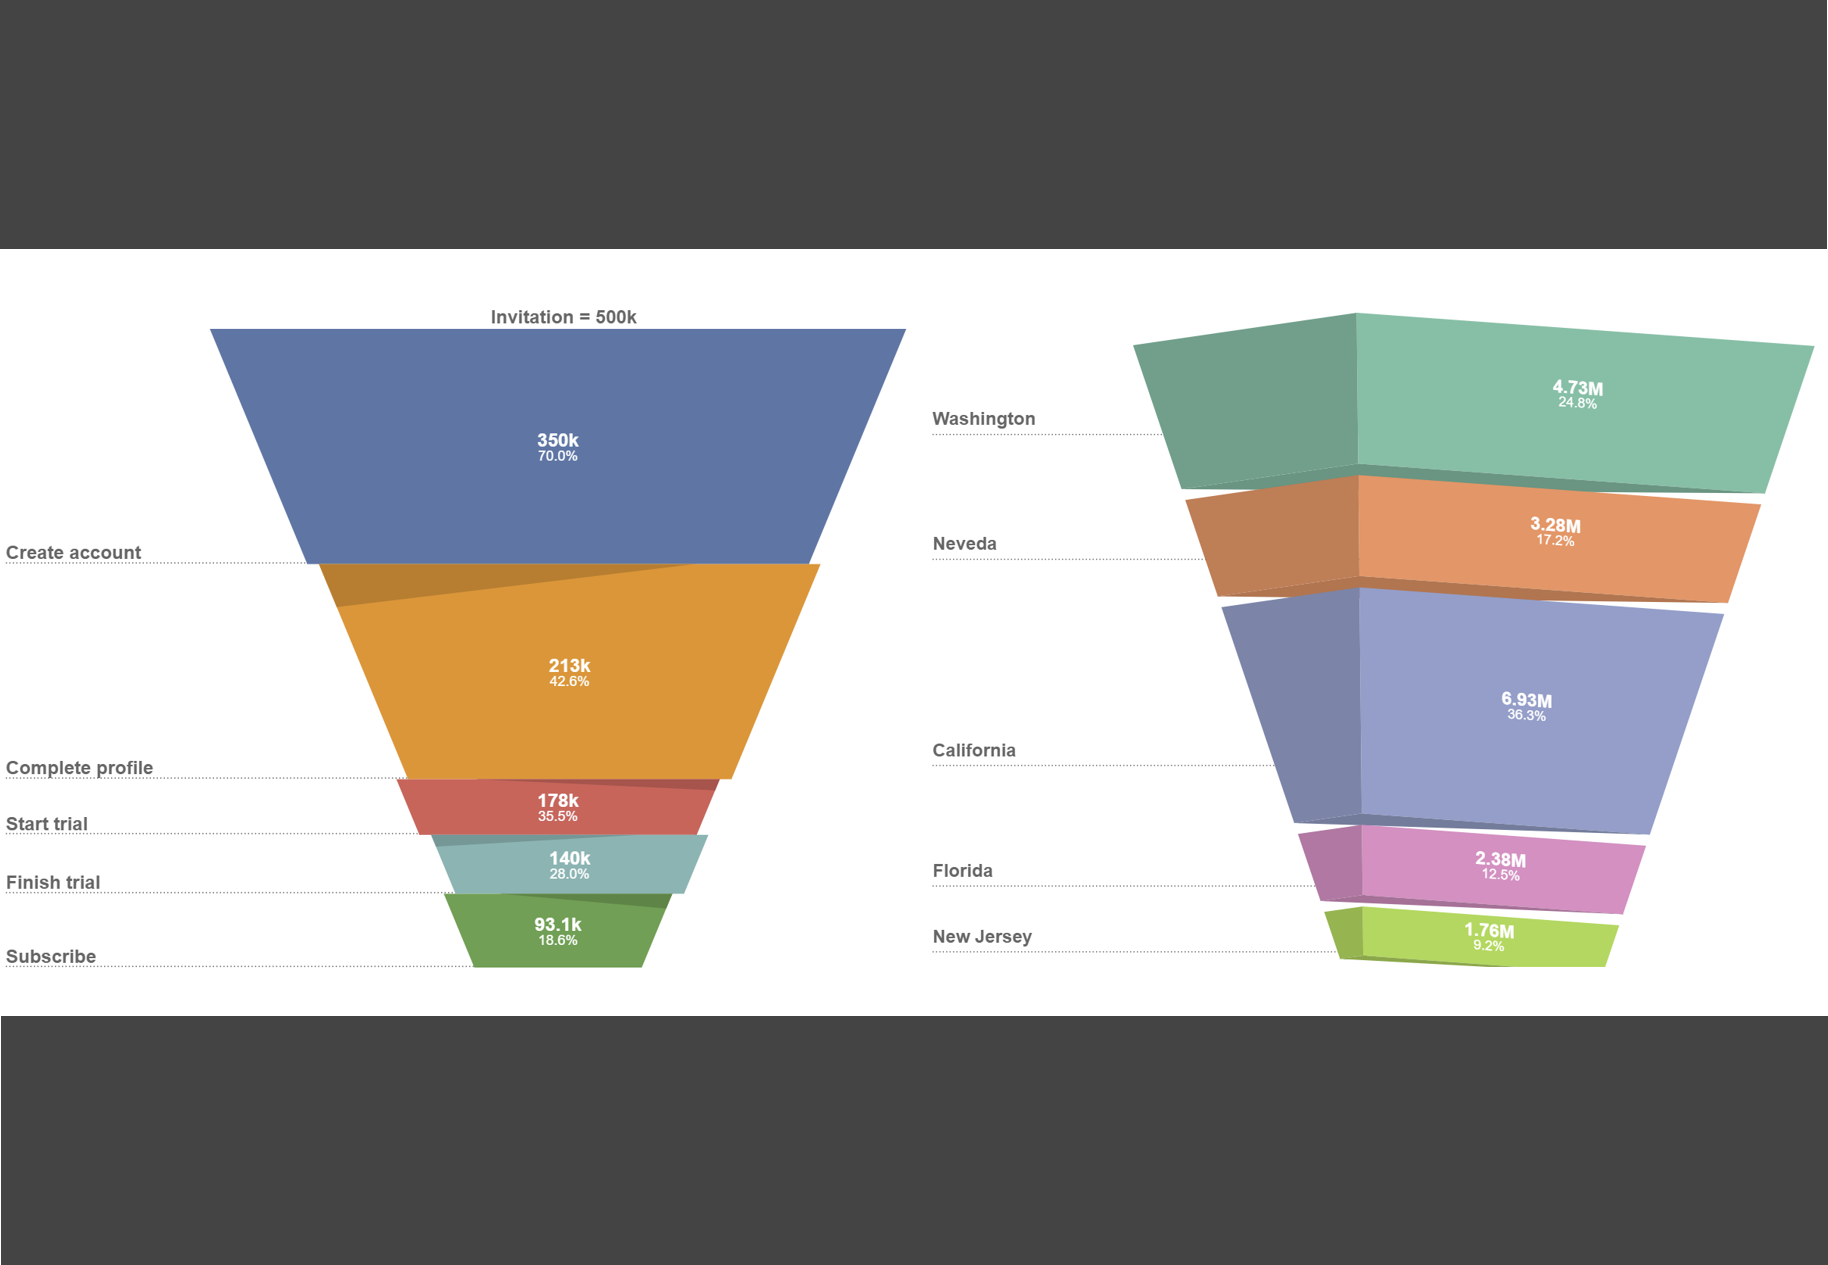 Invitation = 500k
350k
70.0%
Create account
213k
42.6%
Complete profile
178k
35.5%
Start trial
140k
28.0%
Finish trial
93.1k
18.6%
Subscribe
4.73M
24.8%
Washington
3.28M
17.2%
Neveda
6.93M
36.3%
California
2.38M
12.5%
Florida
1.76M
9.2%
New Jersey